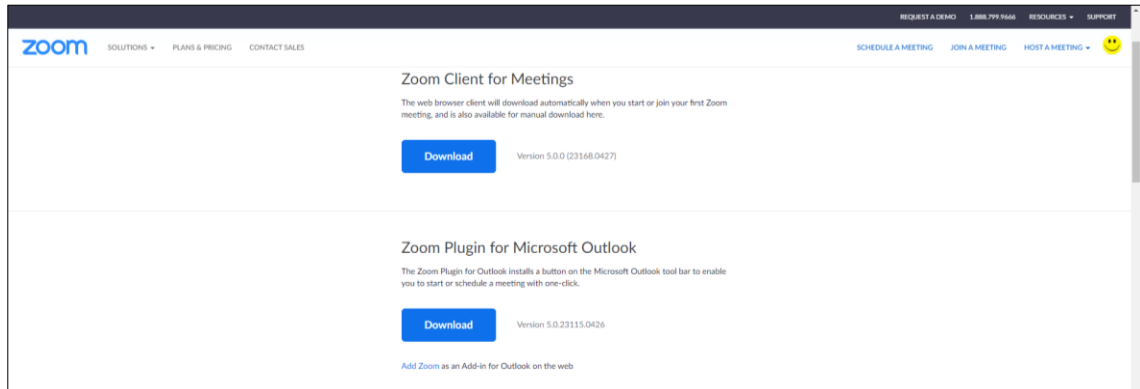 REQUEST A DEMO 1.888.799.9666 RESOURCES SUPPORT
zoom SOLUTIONS PLANS & PRICING CONTACT SALES SCHEDULE A MEETING JOIN A MEETING HOST A MEETING
Zoom Client for Meetings
The web browser client will download automatically when you start or join your first Zoom
meeting, and is also available for manual download here.
Download Version 5.0.0 (23168.0427)
Zoom Plugin for Microsoft Outlook
The Zoom Plugin for Outlook installs a button on the Microsoft Outlook tool bar to enable
you to start or schedule a meeting with one-click.
Download Version 5.0.23115.0426
Add Zoom as an Add-in for Outlook on the web